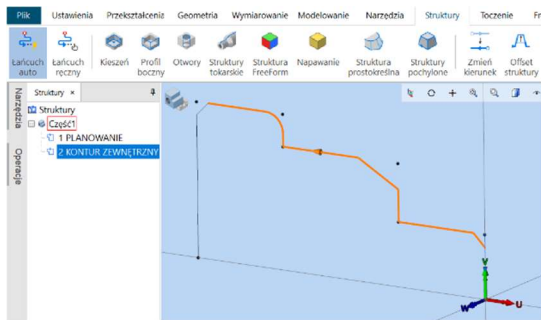 Plik Ustawienia Przekształcenia Geometria Wymiarowanie Modelowanie Narzędzia Struktury Toczenie Fr
Łańcuch auto
Łańcuch ręczny
Kieszeń
Profil boczny
Otwory
Struktury tokarskie
Struktura FreeForm
Napawanie
Struktura prostokreślna
Struktury pochylone
Zmień kierunek
Offset struktury
Narzędzia
Operacje
Struktury ×
Struktury
Część1
1 PLANOWANIE
2 KONTUR ZEWNĘTRZNY
V
W
U